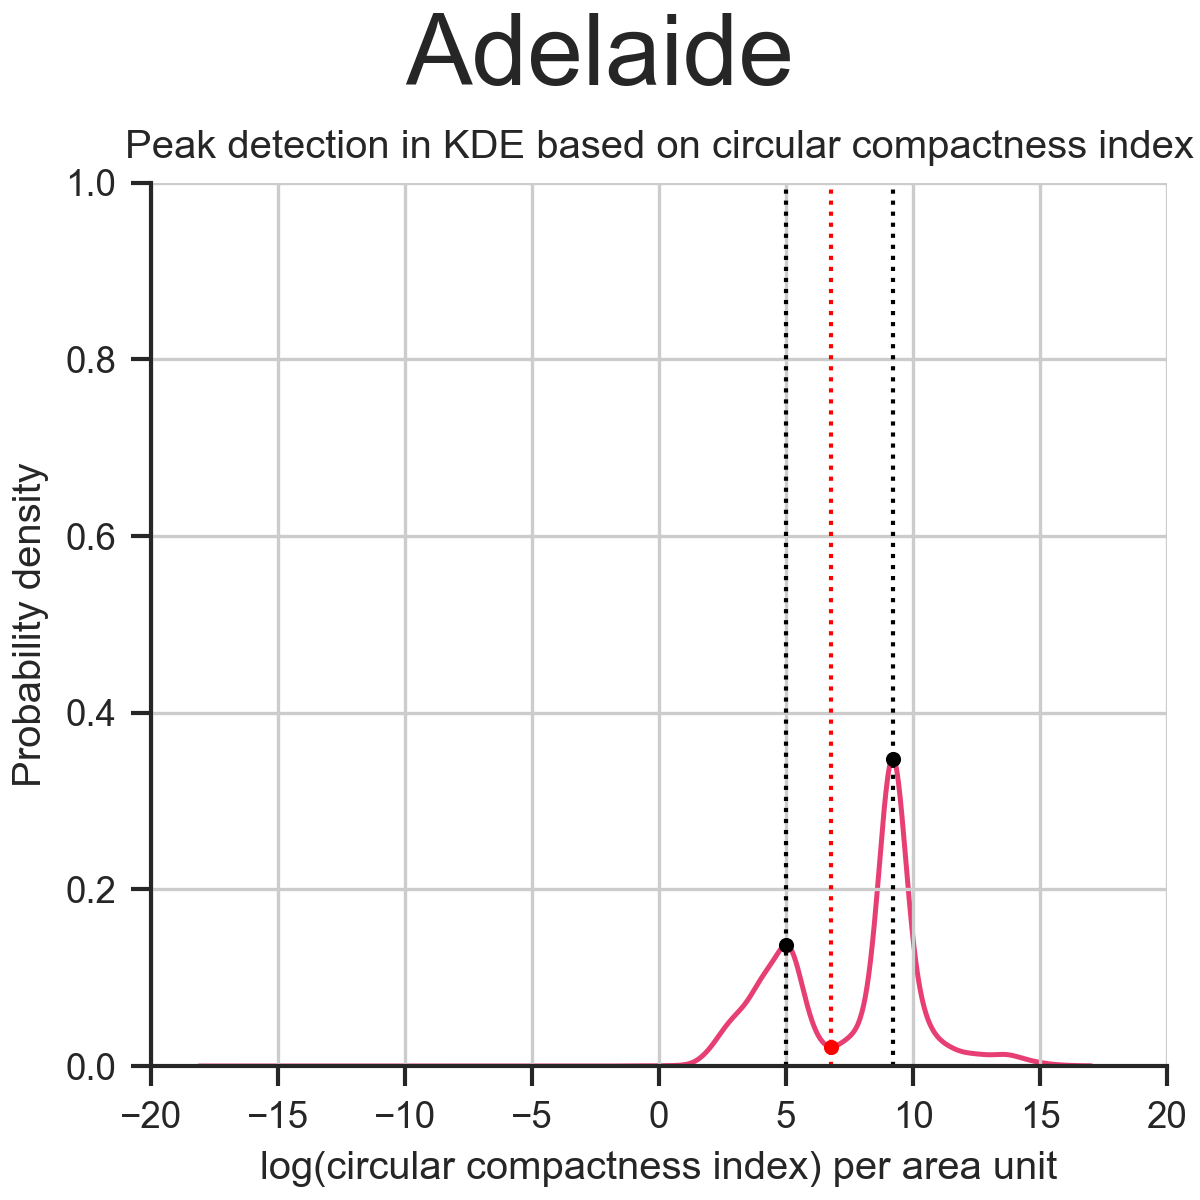 Adelaide
Peak detection in KDE based on circular compactness index
1.0
0.8
0.6
0.4
0.2
0.0
Probability density
−20 −15 −10 −5 0 5 10 15 20
log(circular compactness index) per area unit